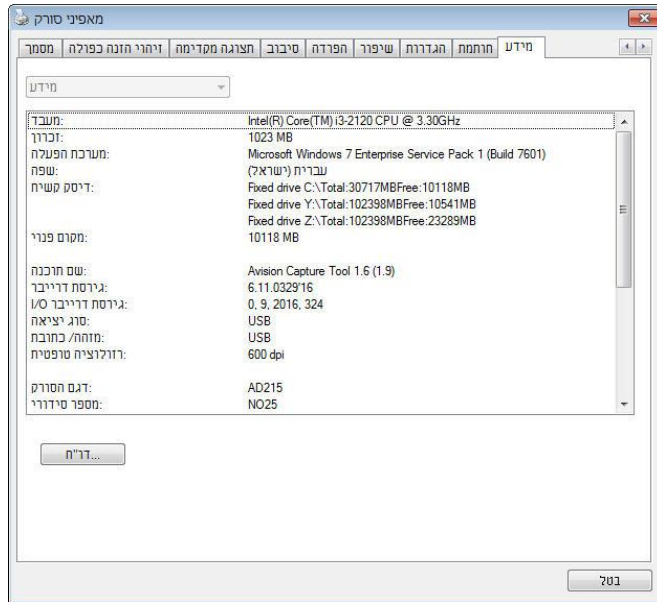 מאפיני סורק
מסמך זיהוי הזנה כפולה תצוגה מקדימה סיבוב הפרדה שיפור הגדרות חותמת מידע
מידע
מעבד: Intel(R) Core(TM) i3-2120 CPU @ 3.30GHz
זכרון: 1023 MB
מערכת הפעלה: Microsoft Windows 7 Enterprise Service Pack 1 (Build 7601)
שפה: עברית (ישראל)
דיסק קשיח: Fixed drive C:\Total:30717MBFree:10118MB
Fixed drive Y:\Total:102398MBFree:10541MB
Fixed drive Z:\Total:102398MBFree:23289MB
מקום פנוי: 10118 MB
שם תוכנה: Avision Capture Tool 1.6 (1.9)
גירסת דרייבר: 6.11.0329'16
גירסת דרייבר I/O: 0, 9, 2016, 324
סוג יציאה: USB
מזהה/ כתובת: USB
רזולוציה טופטית: 600 dpi
דגם הסורק: AD215
מספר סידורי: NO25
דו"ח...
בטל